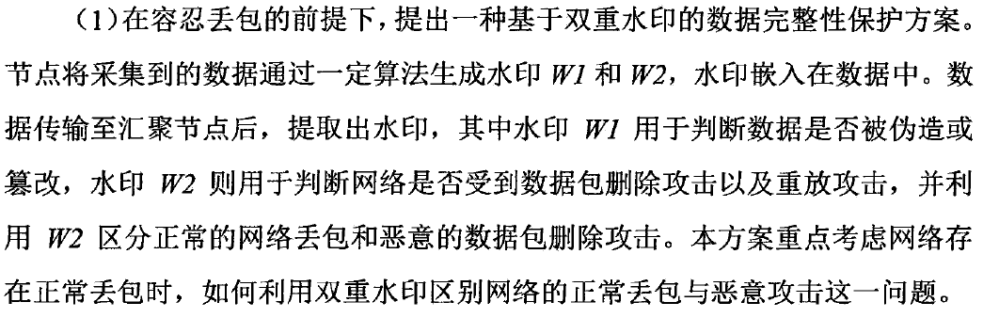 （1）在容忍丢包的前提下，提出一种基于双重水印的数据完整性保护方案。
节点将采集到的数据通过一定算法生成水印 W1 和 W2，水印嵌入在数据中。数
据传输至汇聚节点后，提取出水印，其中水印 W1 用于判断数据是否被伪造或
篡改，水印 W2 则用于判断网络是否受到数据包删除攻击以及重放攻击，并利
用 W2 区分正常的网络丢包和恶意的数据包删除攻击。本方案重点考虑网络存
在正常丢包时，如何利用双重水印区别网络的正常丢包与恶意攻击这一问题。